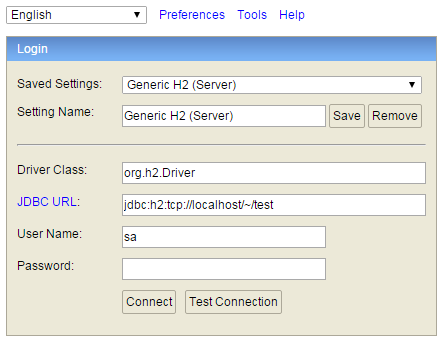 English Preferences Tools Help
Login
Saved Settings: Generic H2 (Server)
Setting Name: Generic H2 (Server) Save Remove
Driver Class: org.h2.Driver
JDBC URL: jdbc:h2:tcp://localhost/~/test
User Name: sa
Password:
Connect Test Connection